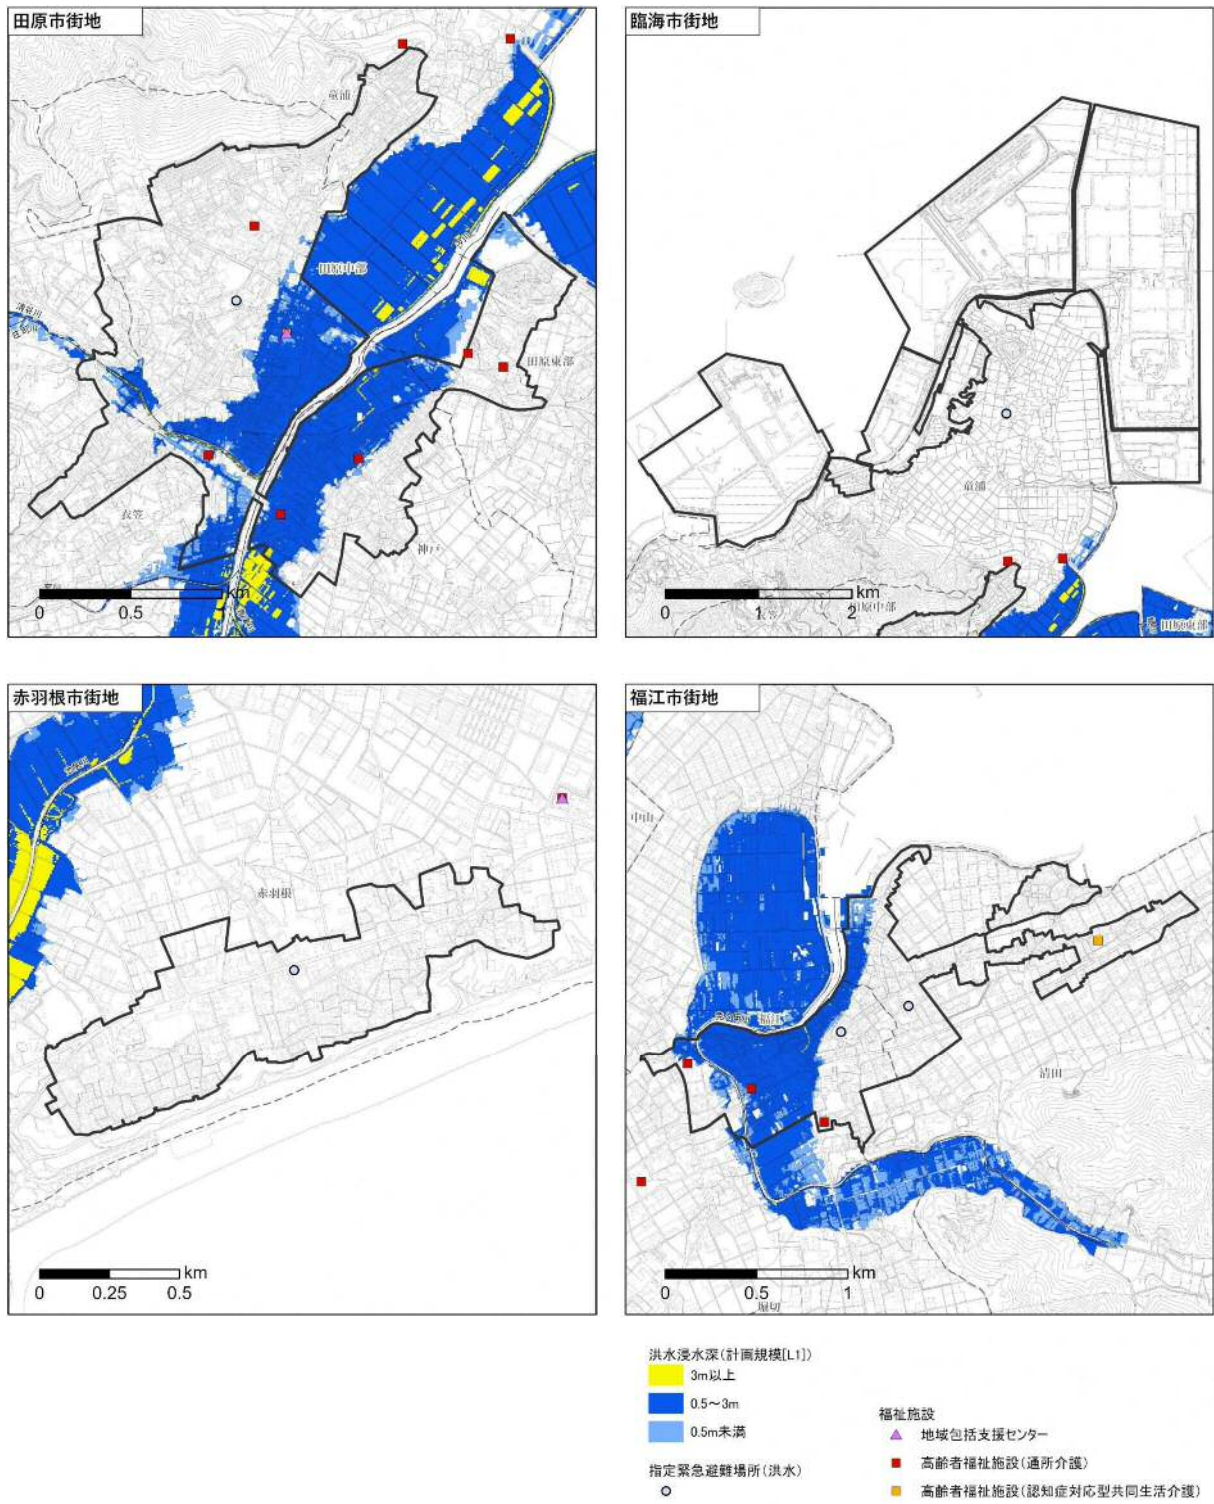 田原市街地
童浦
田原中部
田原東部
衣笠
神戸
km
0 0.5
臨海市街地
童浦
田原中部
田原東部
km
0 1 2
赤羽根市街地
赤羽根
km
0 0.25 0.5
福江市街地
中山
福江
清田
堀切
km
0 0.5 1
洪水浸水深(計画規模[L1])
3m以上
0.5～3m
0.5m未満
指定緊急避難場所(洪水)
福祉施設
地域包括支援センター
高齢者福祉施設(通所介護)
高齢者福祉施設(認知症対応型共同生活介護)